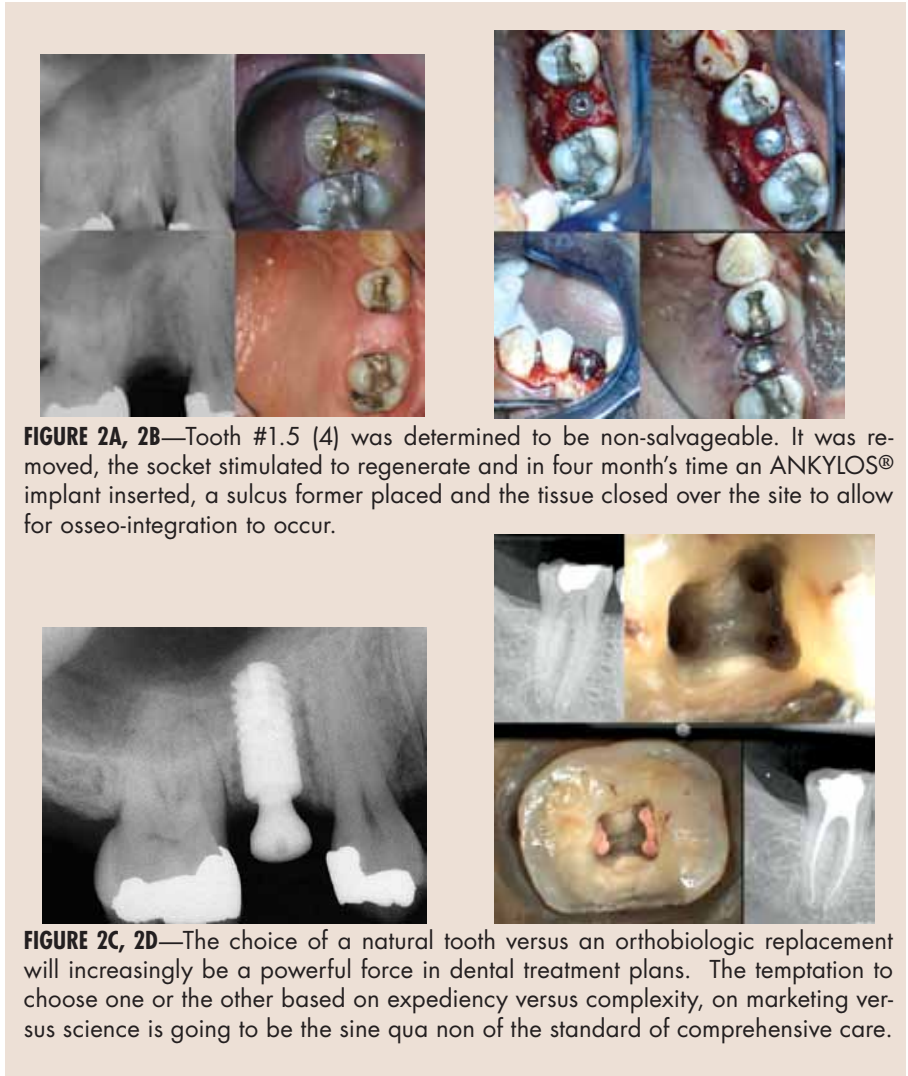 FIGURE 2A, 2B—Tooth #1.5 (4) was determined to be non-salvageable. It was re-
moved, the socket stimulated to regenerate and in four month's time an ANKYLOS®
implant inserted, a sulcus former placed and the tissue closed over the site to allow
for osseo-integration to occur.
FIGURE 2C, 2D—The choice of a natural tooth versus an orthobiologic replacement
will increasingly be a powerful force in dental treatment plans. The temptation to
choose one or the other based on expediency versus complexity, on marketing ver-
sus science is going to be the sine qua non of the standard of comprehensive care.